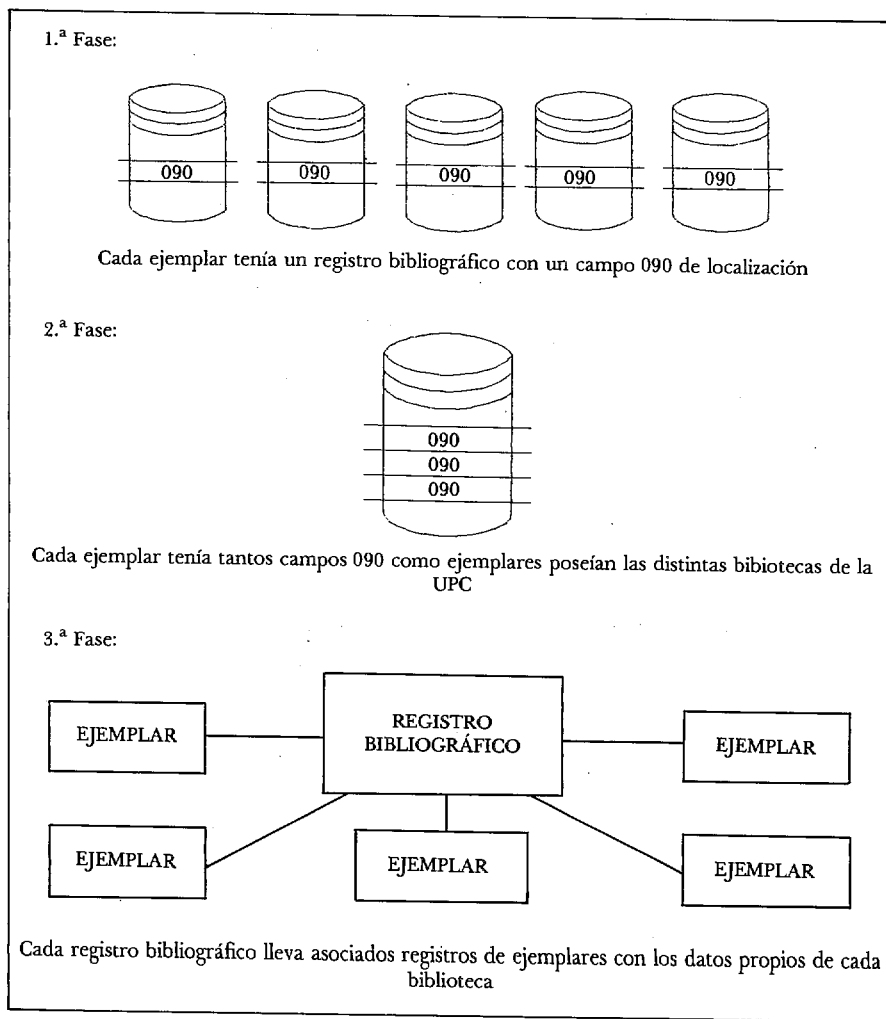 1.ª Fase:
090 090 090 090 090
Cada ejemplar tenía un registro bibliográfico con un campo 090 de localización
2.ª Fase:
090
090
090
Cada ejemplar tenía tantos campos 090 como ejemplares poseían las distintas bibiotecas de la
UPC
3.ª Fase:
EJEMPLAR
REGISTRO
BIBLIOGRÁFICO
EJEMPLAR
EJEMPLAR
EJEMPLAR
EJEMPLAR
Cada registro bibliográfico lleva asociados registros de ejemplares con los datos propios de cada
biblioteca